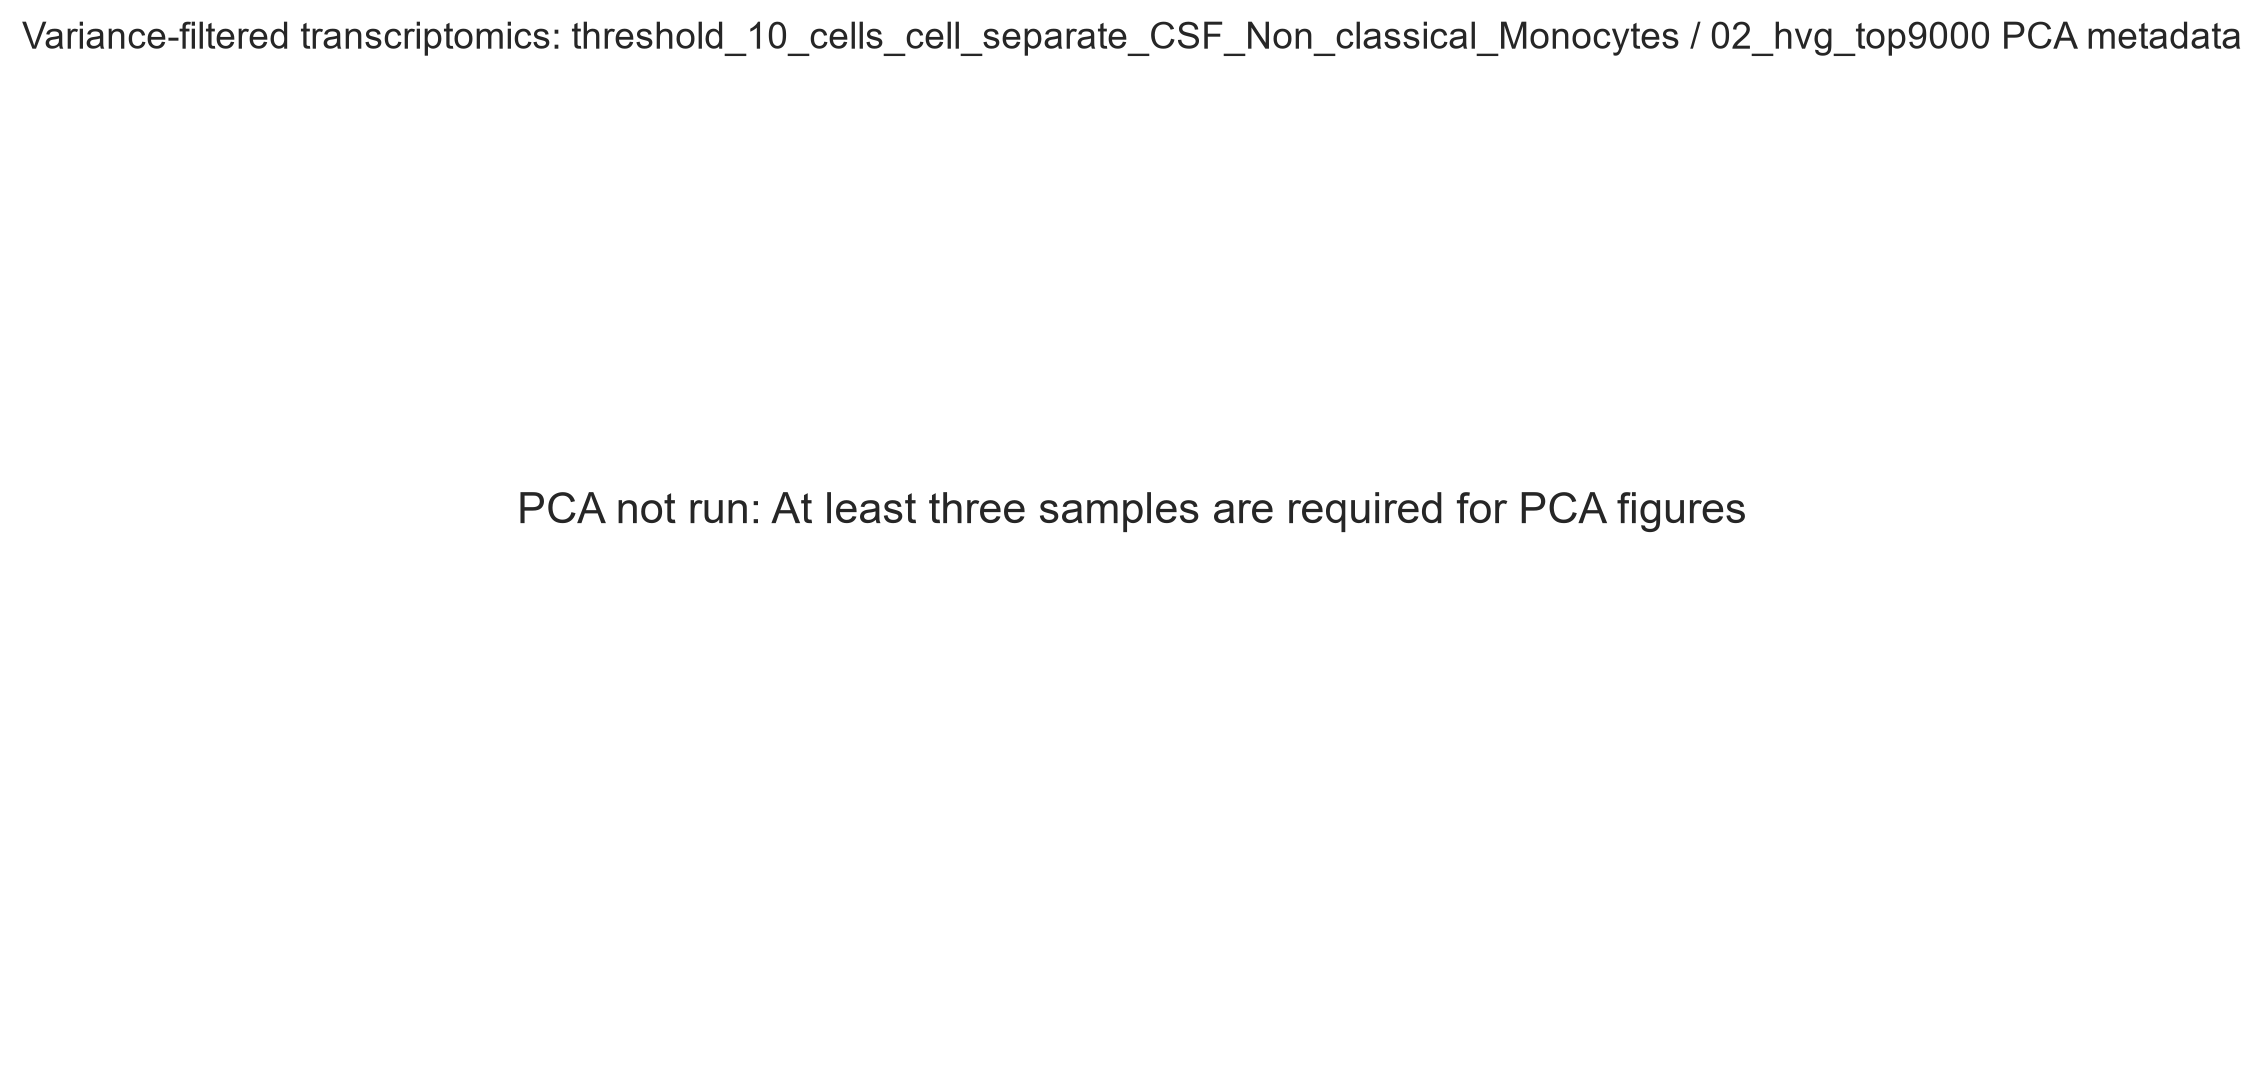 Variance-filtered transcriptomics: threshold_10_cells_cell_separate_CSF_Non_classical_Monocytes / 02_hvg_top9000 PCA metadata
PCA not run: At least three samples are required for PCA figures